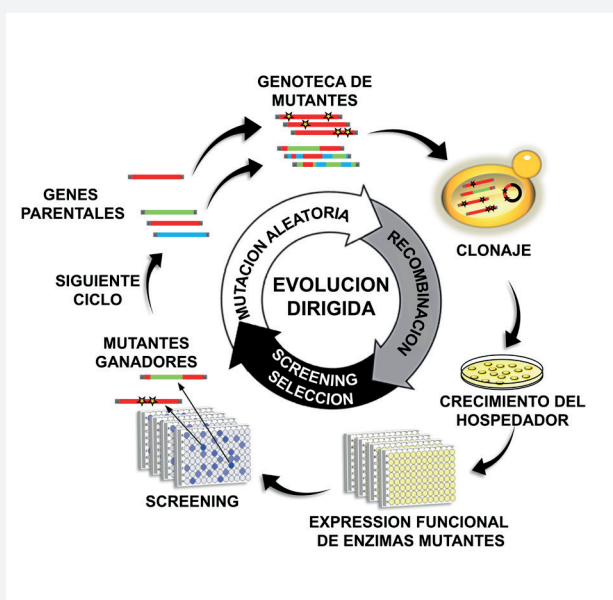 GENOTECA DE
MUTANTES
GENES
PARENTALES
CLONAJE
MUTACION ALEATORIA
RECOMBINACION
SCREENING
SELECCION
EVOLUCION
DIRIGIDA
SIGUIENTE
CICLO
MUTANTES
GANADORES
CRECIMIENTO DEL
HOSPEDADOR
SCREENING
EXPRESSION FUNCIONAL
DE ENZIMAS MUTANTES